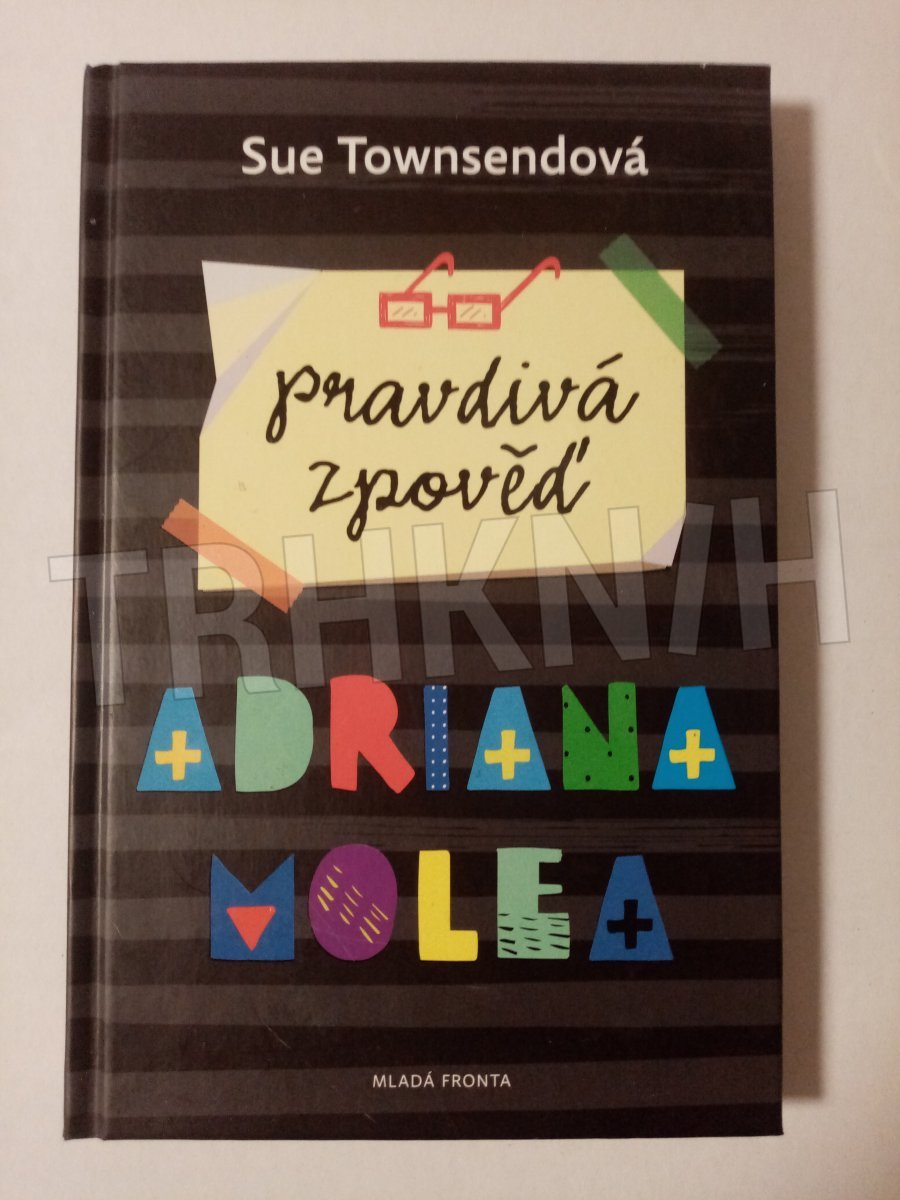 Sue Townsendová
pravdivá
zpověď
TRHKNIH
ADRIANA
MOLEA
MLADÁ FRONTA